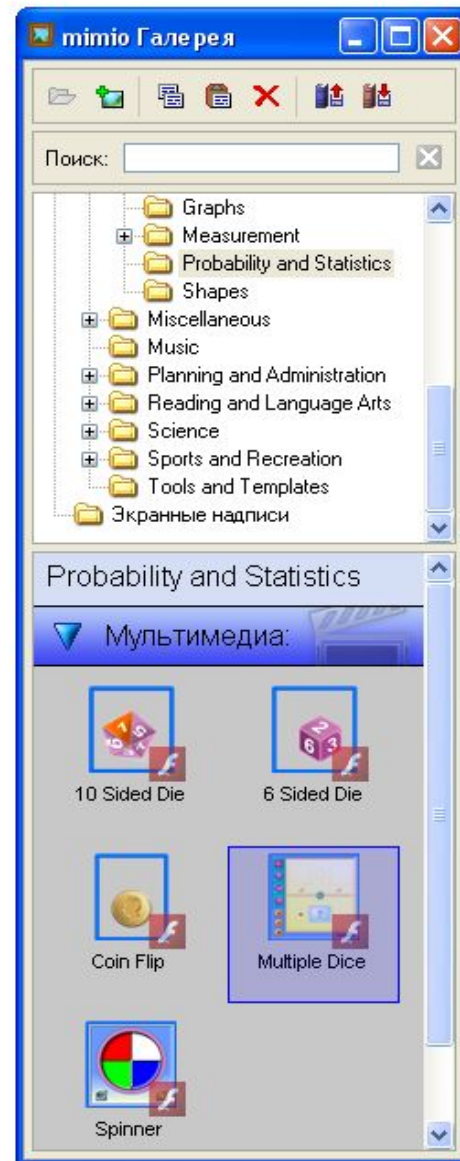 mimio Галерея
Поиск:
Graphs
Measurement
Probability and Statistics
Shapes
Miscellaneous
Music
Planning and Administration
Reading and Language Arts
Science
Sports and Recreation
Tools and Templates
Экранные надписи
Probability and Statistics
Мультимедиа:
10 Sided Die
6 Sided Die
Coin Flip
Multiple Dice
Spinner